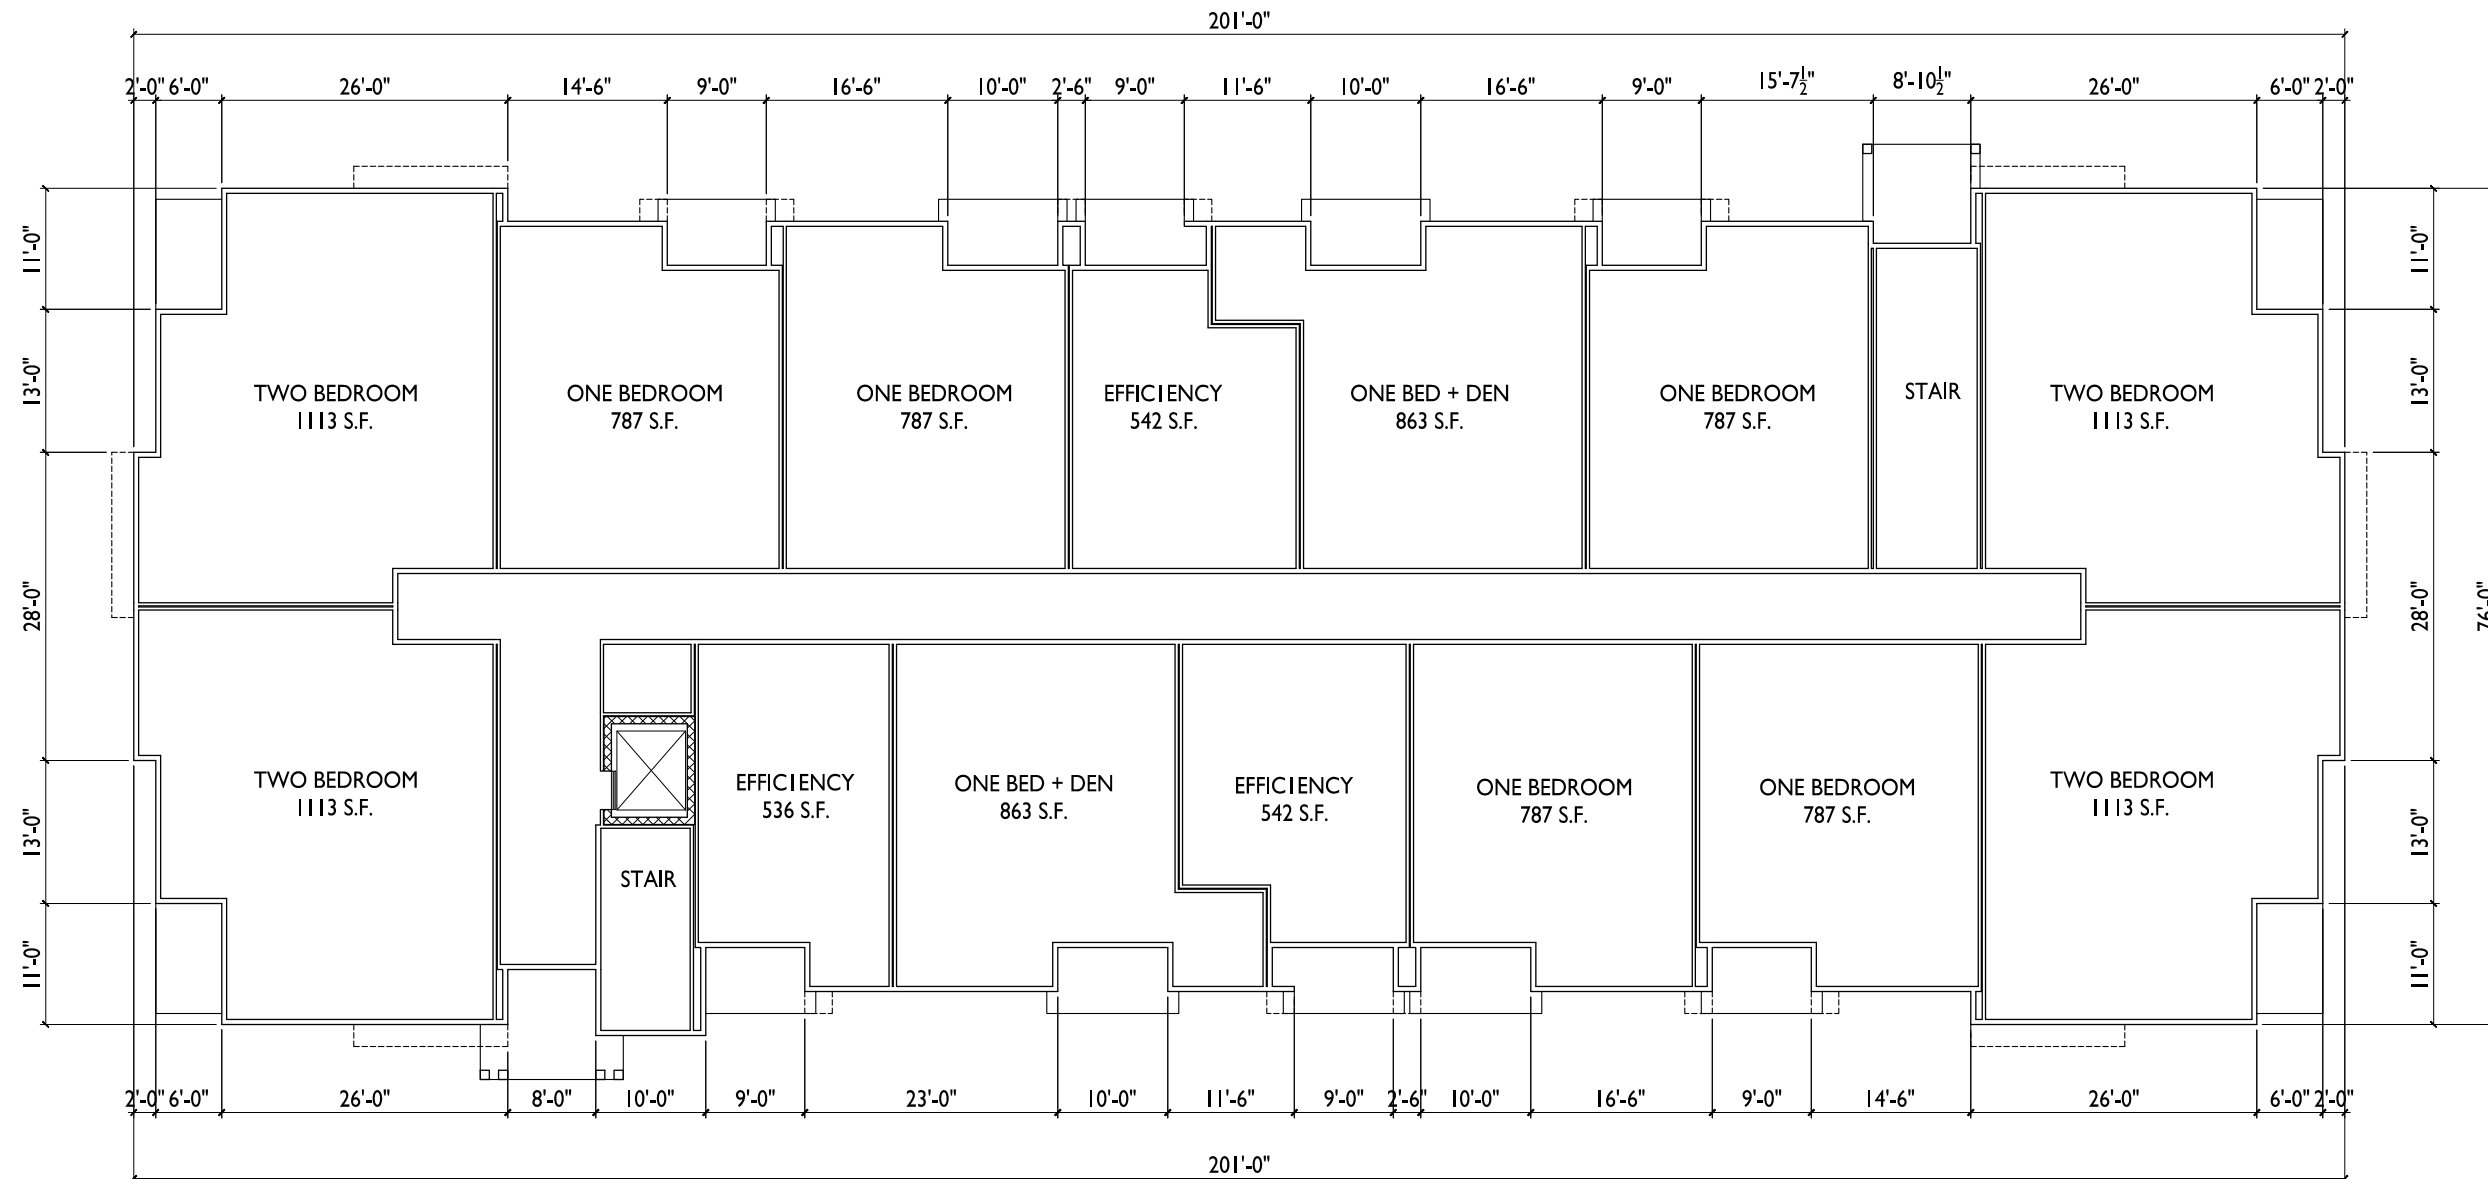 201'-0"
2'-0" 6'-0" 26'-0" 14'-6" 9'-0" 16'-6" 10'-0" 2'-6" 9'-0" 11'-6" 10'-0" 16'-6" 9'-0" 15'-7½" 8'-10½" 26'-0" 6'-0" 2'-0"
11'-0"
13'-0"
28'-0"
13'-0"
11'-0"
TWO BEDROOM
1113 S.F.
ONE BEDROOM
787 S.F.
ONE BEDROOM
787 S.F.
EFFICIENCY
542 S.F.
ONE BED + DEN
863 S.F.
ONE BEDROOM
787 S.F.
STAIR
TWO BEDROOM
1113 S.F.
TWO BEDROOM
1113 S.F.
STAIR
EFFICIENCY
536 S.F.
ONE BED + DEN
863 S.F.
EFFICIENCY
542 S.F.
ONE BEDROOM
787 S.F.
ONE BEDROOM
787 S.F.
TWO BEDROOM
1113 S.F.
11'-0"
13'-0"
28'-0"
13'-0"
11'-0"
76'-0"
2'-0" 6'-0" 26'-0" 8'-0" 10'-0" 9'-0" 23'-0" 10'-0" 11'-6" 9'-0" 2'-6" 10'-0" 16'-6" 9'-0" 14'-6" 26'-0" 6'-0" 2'-0"
201'-0"